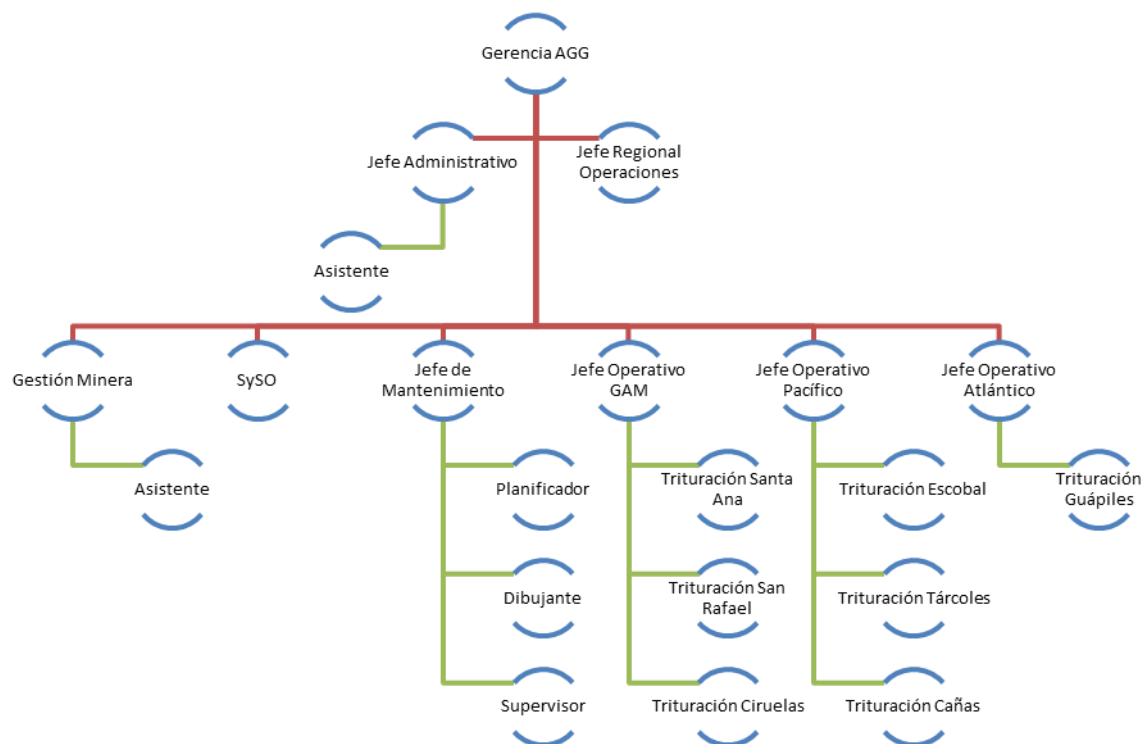 Gerencia AGG
Jefe Administrativo
Jefe Regional
Operaciones
Asistente
Gestión Minera
SySO
Jefe de
Mantenimiento
Jefe Operativo
GAM
Jefe Operativo
Pacífico
Jefe Operativo
Atlántico
Asistente
Planificador
Trituración Santa
Ana
Trituración Escobal
Trituración
Guápiles
Dibujante
Trituración San
Rafael
Trituración Tárcoles
Supervisor
Trituración Ciruelas
Trituración Cañas